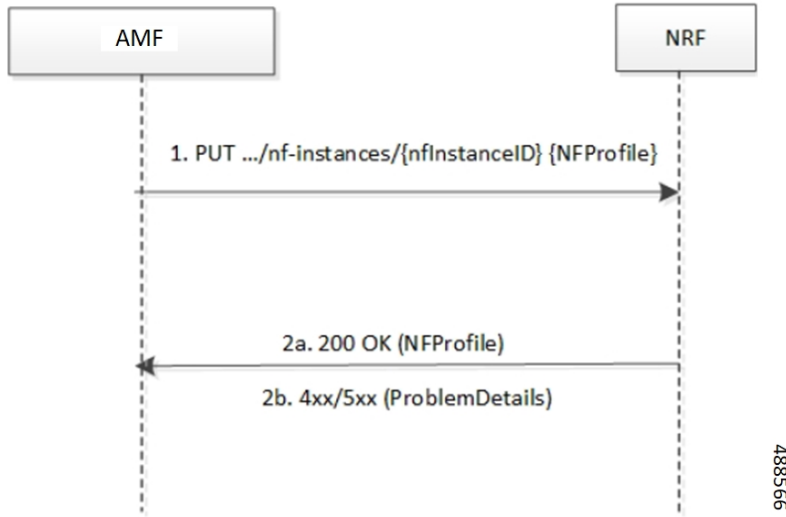 AMF
NRF
1. PUT .../nf-instances/{nfInstanceID} {NFProfile}
2a. 200 OK (NFProfile)
2b. 4xx/5xx (ProblemDetails)
488566